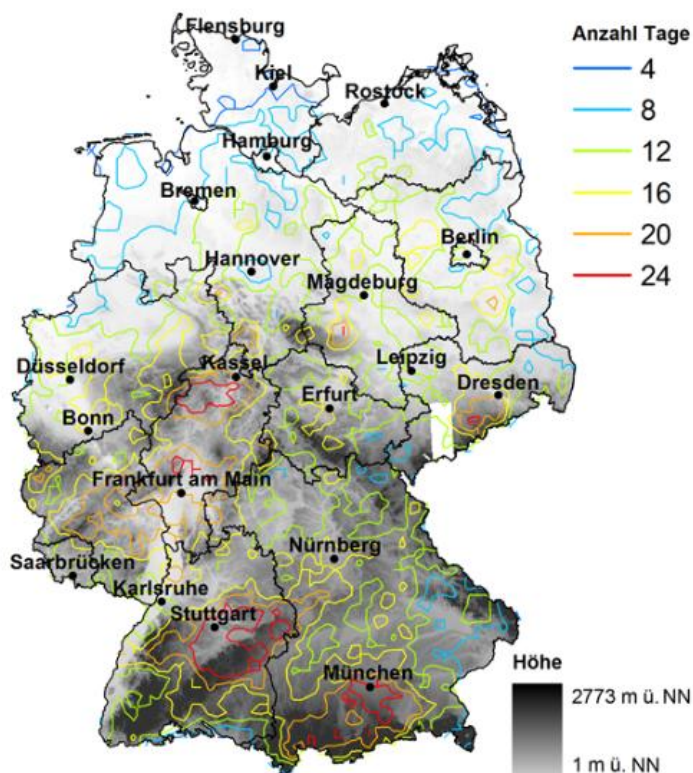 Flensburg
Kiel
Rostock
Hamburg
Bremen
Berlin
Hannover
Magdeburg
Kassel
Leipzig
Düsseldorf
Dresden
Erfurt
Bonn
Frankfurt am Main
Nürnberg
Saarbrücken
Karlsruhe
Stuttgart
München
Anzahl Tage
4
8
12
16
20
24
Höhe
2773 m ü. NN
1 m ü. NN